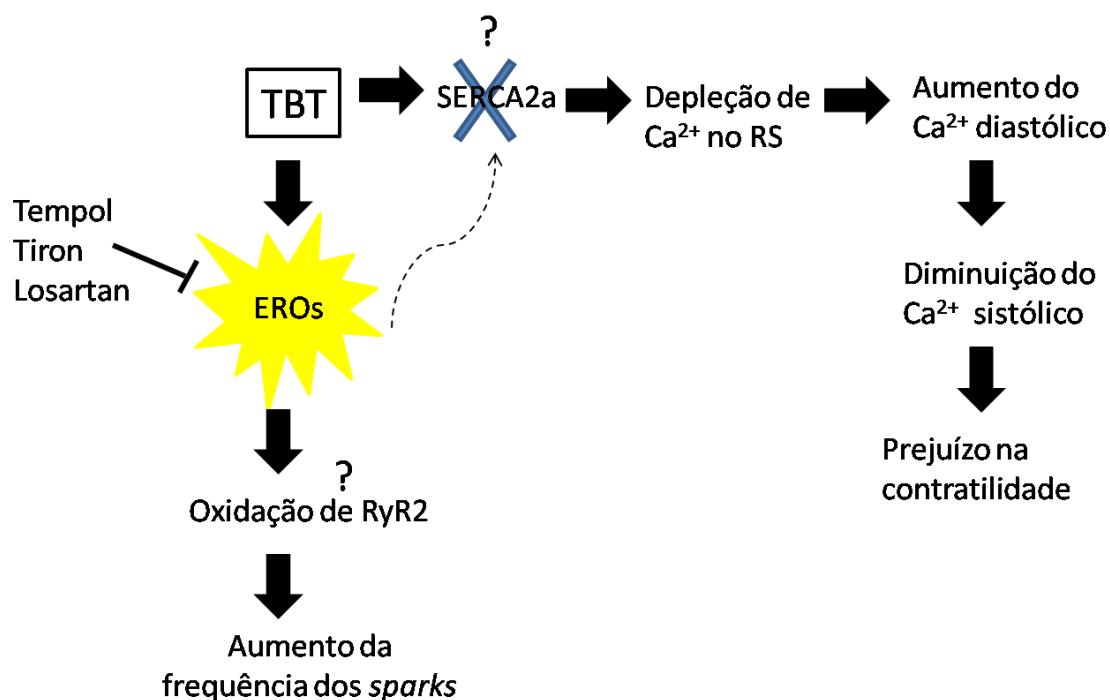 ?
TBT
SERCA2a
Depleção de
Ca²⁺ no RS
Aumento do
Ca²⁺ diastólico
Tempol
Tiron
Losartan
EROs
Diminuição do
Ca²⁺ sistólico
Prejuízo na
contratilidade
?
Oxidação de RyR2
Aumento da
frequência dos sparks